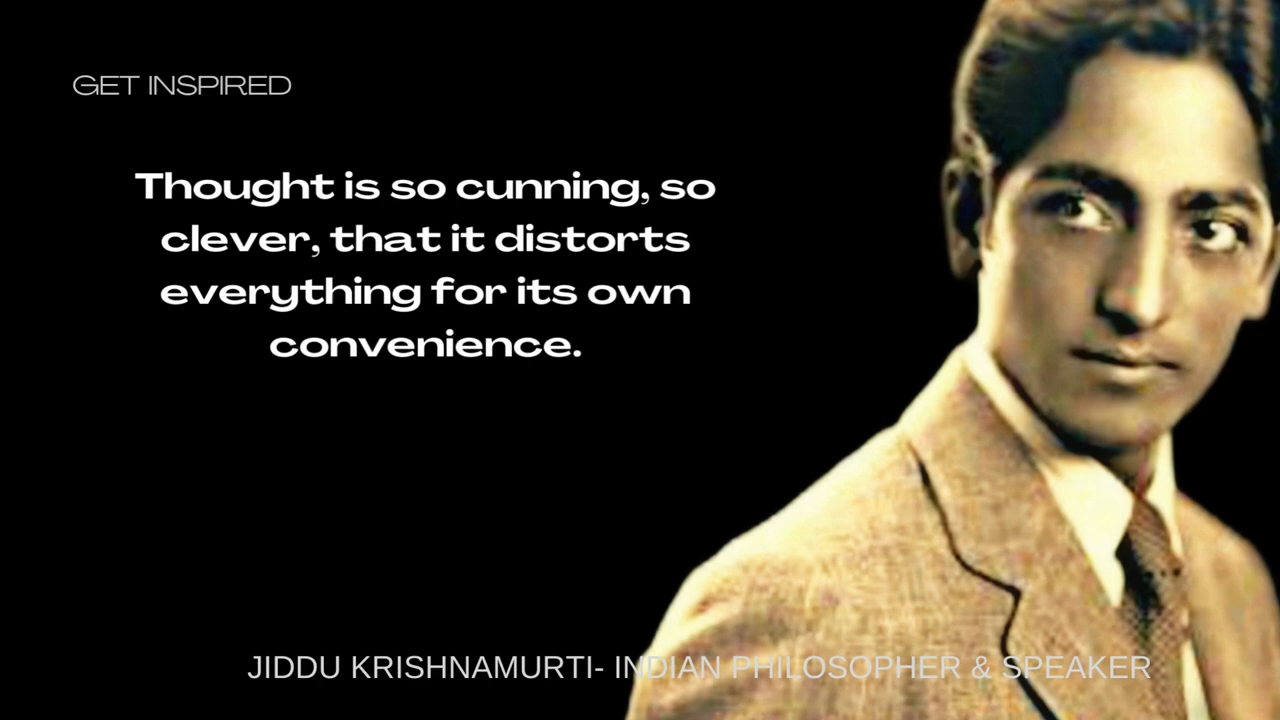 GET INSPIRED
Thought is so cunning, so
clever, that it distorts
everything for its own
convenience.
JIDDU KRISHNAMURTI- INDIAN PHILOSOPHER & SPEAKER